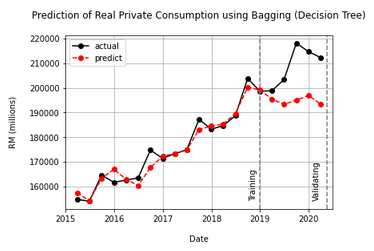 Prediction of Real Private Consumption using Bagging (Decision Tree)
actual
predict
220000
210000
200000
190000
180000
170000
160000
RM (millions)
Training
Validating
2015
2016
2017
2018
2019
2020
Date